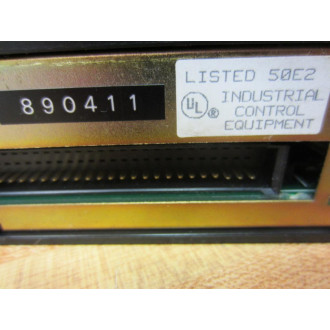 LISTED 50E2
890411
UL ® INDUSTRIAL
CONTROL
EQUIPMENT